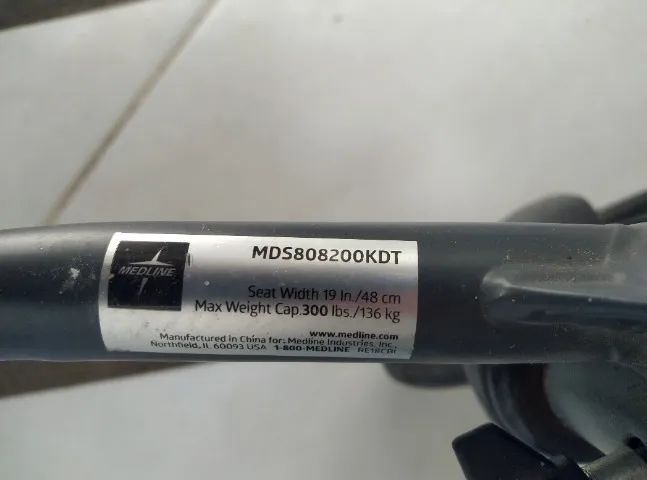 MEDLINE
MDS808200KDT
Seat Width 19 In./48 cm
Max Weight Cap.300 lbs./136 kg
www.medline.com
Manufactured in China for: Medline Industries, Inc.,
Northfield, IL 60093 USA 1-800-MEDLINE RE18CRI